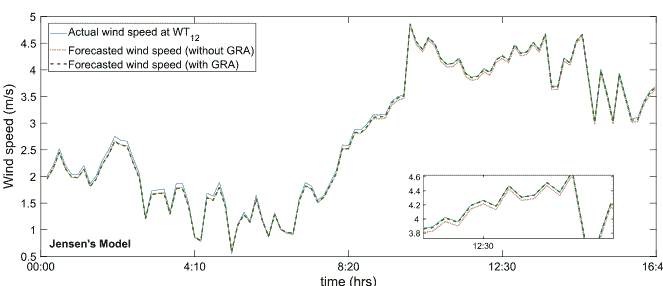 5
4.5
4
3.5
3
2.5
2
1.5
1
0.5
Wind speed (m/s)
Actual wind speed at WT12
Forecasted wind speed (without GRA)
Forecasted wind speed (with GRA)
4.6
4.4
4.2
4
3.8
12:30
Jensen's Model
00:00 4:10 8:20 12:30 16:4
time (hrs)